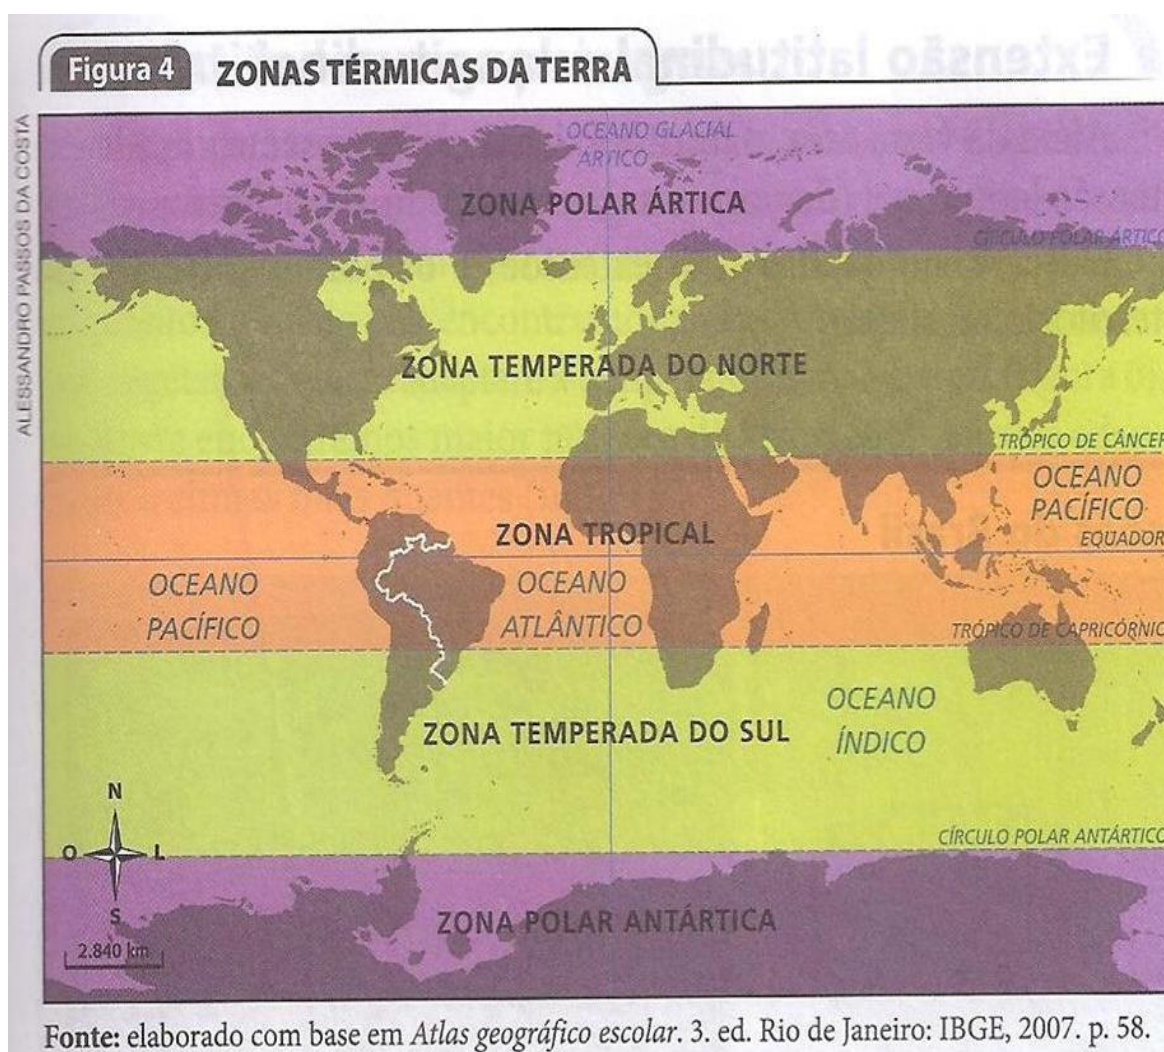 Figura 4 ZONAS TÉRMICAS DA TERRA
ALESSANDRO PASSOS DA COSTA
OCEANO GLACIAL
ÁRTICO
ZONA POLAR ÁRTICA
CÍRCULO POLAR ÁRTICO
ZONA TEMPERADA DO NORTE
TRÓPICO DE CÂNCER
OCEANO
PACÍFICO
ZONA TROPICAL
EQUADOR
OCEANO
PACÍFICO
OCEANO
ATLÂNTICO
TRÓPICO DE CAPRICÓRNIO
OCEANO
ÍNDICO
ZONA TEMPERADA DO SUL
N
O L
S
CÍRCULO POLAR ANTÁRTICO
ZONA POLAR ANTÁRTICA
2.840 km
Fonte: elaborado com base em Atlas geográfico escolar. 3. ed. Rio de Janeiro: IBGE, 2007. p. 58.